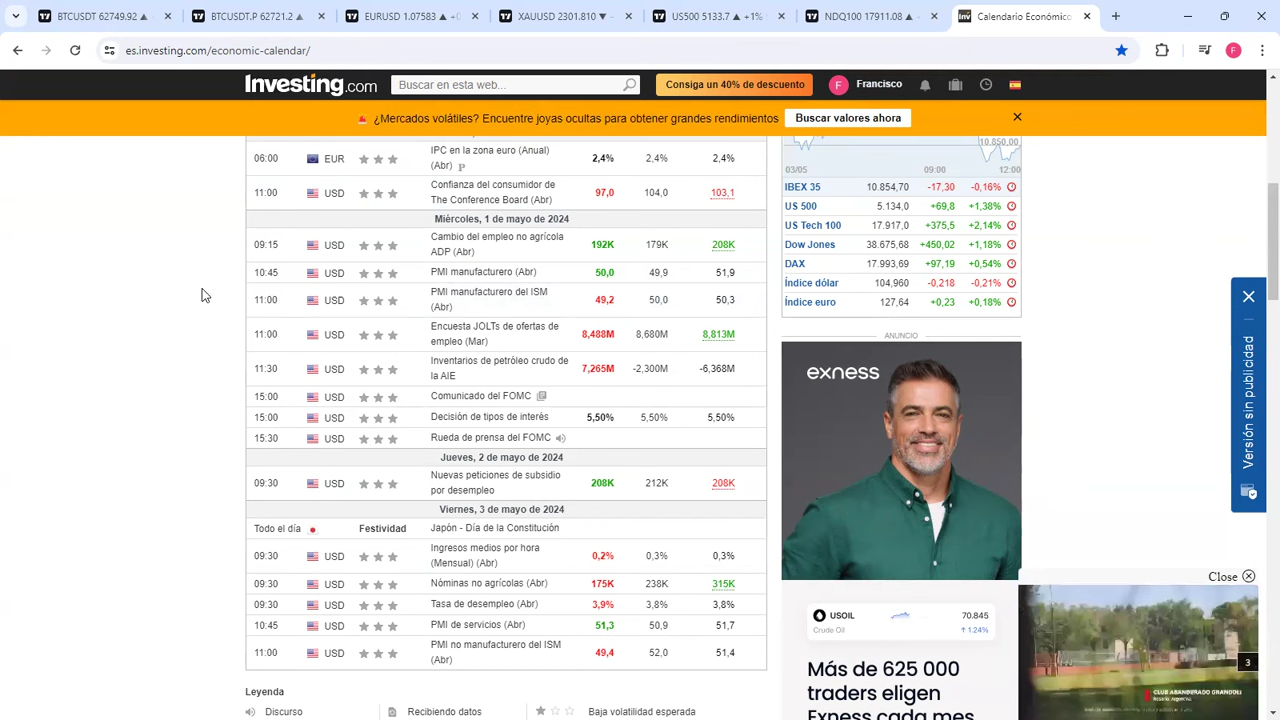 BTCUSDT 62749.92
BTCUSDT.P 62721.2
EURUSD 1.07583
XAUUSD 2301.810
US500 5133.7 ▲ +1%
NDQ100 17911.08
Calendario Económico
es.investing.com/economic-calendar/
F
Investing.com
Buscar en esta web...
Consiga un 40% de descuento
F
Francisco
¿Mercados volátiles? Encuentre joyas ocultas para obtener grandes rendimientos
Buscar valores ahora
06:00 EUR IPC en la zona euro (Anual) 2,4% 2,4% 2,4%
(Abr) P
11:00 USD Confianza del consumidor de 97,0 104,0 103,1
The Conference Board (Abr)
Miércoles, 1 de mayo de 2024
09:15 USD Cambio del empleo no agrícola 192K 179K 208K
ADP (Abr)
10:45 USD PMI manufacturero (Abr) 50,0 49,9 51,9
11:00 USD PMI manufacturero del ISM 49,2 50,0 50,3
(Abr)
11:00 USD Encuesta JOLTs de ofertas de 8,488M 8,680M 8,813M
empleo (Mar)
11:30 USD Inventarios de petróleo crudo de 7,265M -2,300M -6,368M
la AIE
15:00 USD Comunicado del FOMC
15:00 USD Decisión de tipos de interés 5,50% 5,50% 5,50%
15:30 USD Rueda de prensa del FOMC
Jueves, 2 de mayo de 2024
09:30 USD Nuevas peticiones de subsidio 208K 212K 208K
por desempleo
Viernes, 3 de mayo de 2024
Todo el día Festividad Japón - Día de la Constitución
09:30 USD Ingresos medios por hora 0,2% 0,3% 0,3%
(Mensual) (Abr)
09:30 USD Nóminas no agrícolas (Abr) 175K 238K 315K
09:30 USD Tasa de desempleo (Abr) 3,9% 3,8% 3,8%
10:45 USD PMI de servicios (Abr) 51,3 50,9 51,7
11:00 USD PMI no manufacturero del ISM 49,4 52,0 51,4
(Abr)
Leyenda
Discurso
Baja volatilidad esperada
10.850,00
03/05 09:00 12:00
IBEX 35 10.854,70 -17,30 -0,16%
US 500 5.134,0 +69,8 +1,38%
US Tech 100 17.917,0 +375,5 +2,14%
Dow Jones 38.675,68 +450,02 +1,18%
DAX 17.993,69 +97,19 +0,54%
Índice dólar 104,960 -0,218 -0,21%
Índice euro 127,64 +0,23 +0,18%
ANUNCIO
exness
USOIL 70.845
Crude Oil ↑ 1.24%
Más de 625 000
traders eligen
Exness cada mes
Versión sin publicidad
Close
3
CLUB ABANDERADO GRANDOLI